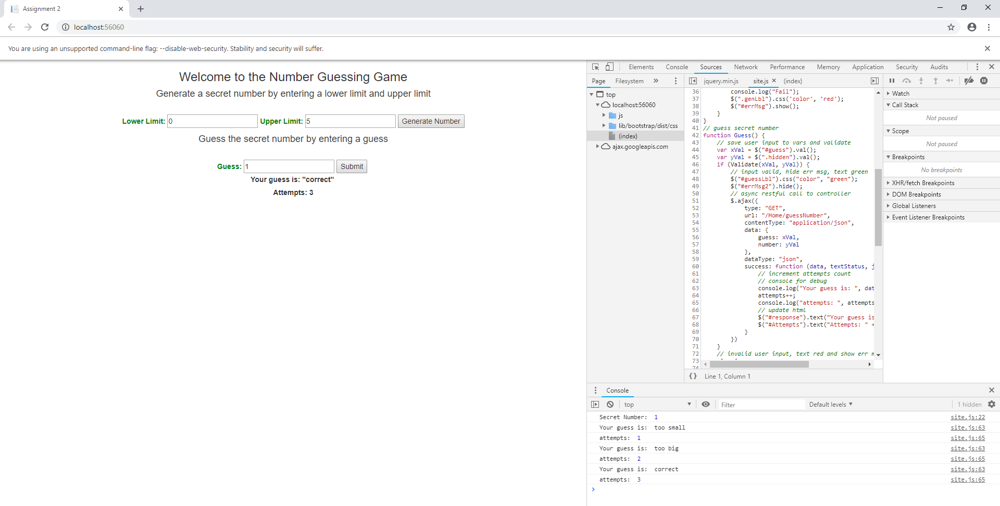 Assignment 2
localhost:56060
You are using an unsupported command-line flag: --disable-web-security. Stability and security will suffer.
Welcome to the Number Guessing Game
Generate a secret number by entering a lower limit and upper limit
Lower Limit: 0 Upper Limit: 5 Generate Number
Guess the secret number by entering a guess
Guess: 1 Submit
Your guess is: "correct"
Attempts: 3
Elements Console Sources Network Performance Memory Application Security Audits
Page Filesystem »
top
localhost:56060
js
lib/bootstrap/dist/css
(index)
ajax.googleapis.com
jquery.min.js site.js (index)
36 console.log("Fail");
37 $(".genLbl").css('color', 'red');
38 $("#errMsg").show();
39 }
40 }
41 // guess secret number
42 function Guess() {
43 // save user input to vars and validate
44 var xVal = $("#guess").val();
45 var yVal = $(".hidden").val();
46 if (Validate(xVal, yVal)) {
47 // input valid, hide err msg, text green
48 $("#guessLbl").css("color", "green");
49 $("#errMsg2").hide();
50 // async restful call to controller
51 $.ajax({
52 type: "GET",
53 url: "/Home/guessNumber",
54 contentType: "application/json",
55 data: {
56 guess: xVal,
57 number: yVal
58 },
59 dataType: "json",
60 success: function (data, textStatus, j
61 // increment attempts count
62 // console for debug
63 console.log("Your guess is: ", dat
64 attempts++;
65 console.log("attempts: ", attempts
66 // update html
67 $("#response").text("Your guess is
68 $("#Attempts").text("Attempts: " +
69 }
70 })
71 }
72 // invalid user input, text red and show err m
73
74
{} Line 1, Column 1
Watch
Call Stack
Not paused
Scope
Not paused
Breakpoints
No breakpoints
XHR/fetch Breakpoints
DOM Breakpoints
Global Listeners
Event Listener Breakpoints
Console
top Filter Default levels 1 hidden
Secret Number: 1 site.js:22
Your guess is: too small site.js:63
attempts: 1 site.js:65
Your guess is: too big site.js:63
attempts: 2 site.js:65
Your guess is: correct site.js:63
attempts: 3 site.js:65